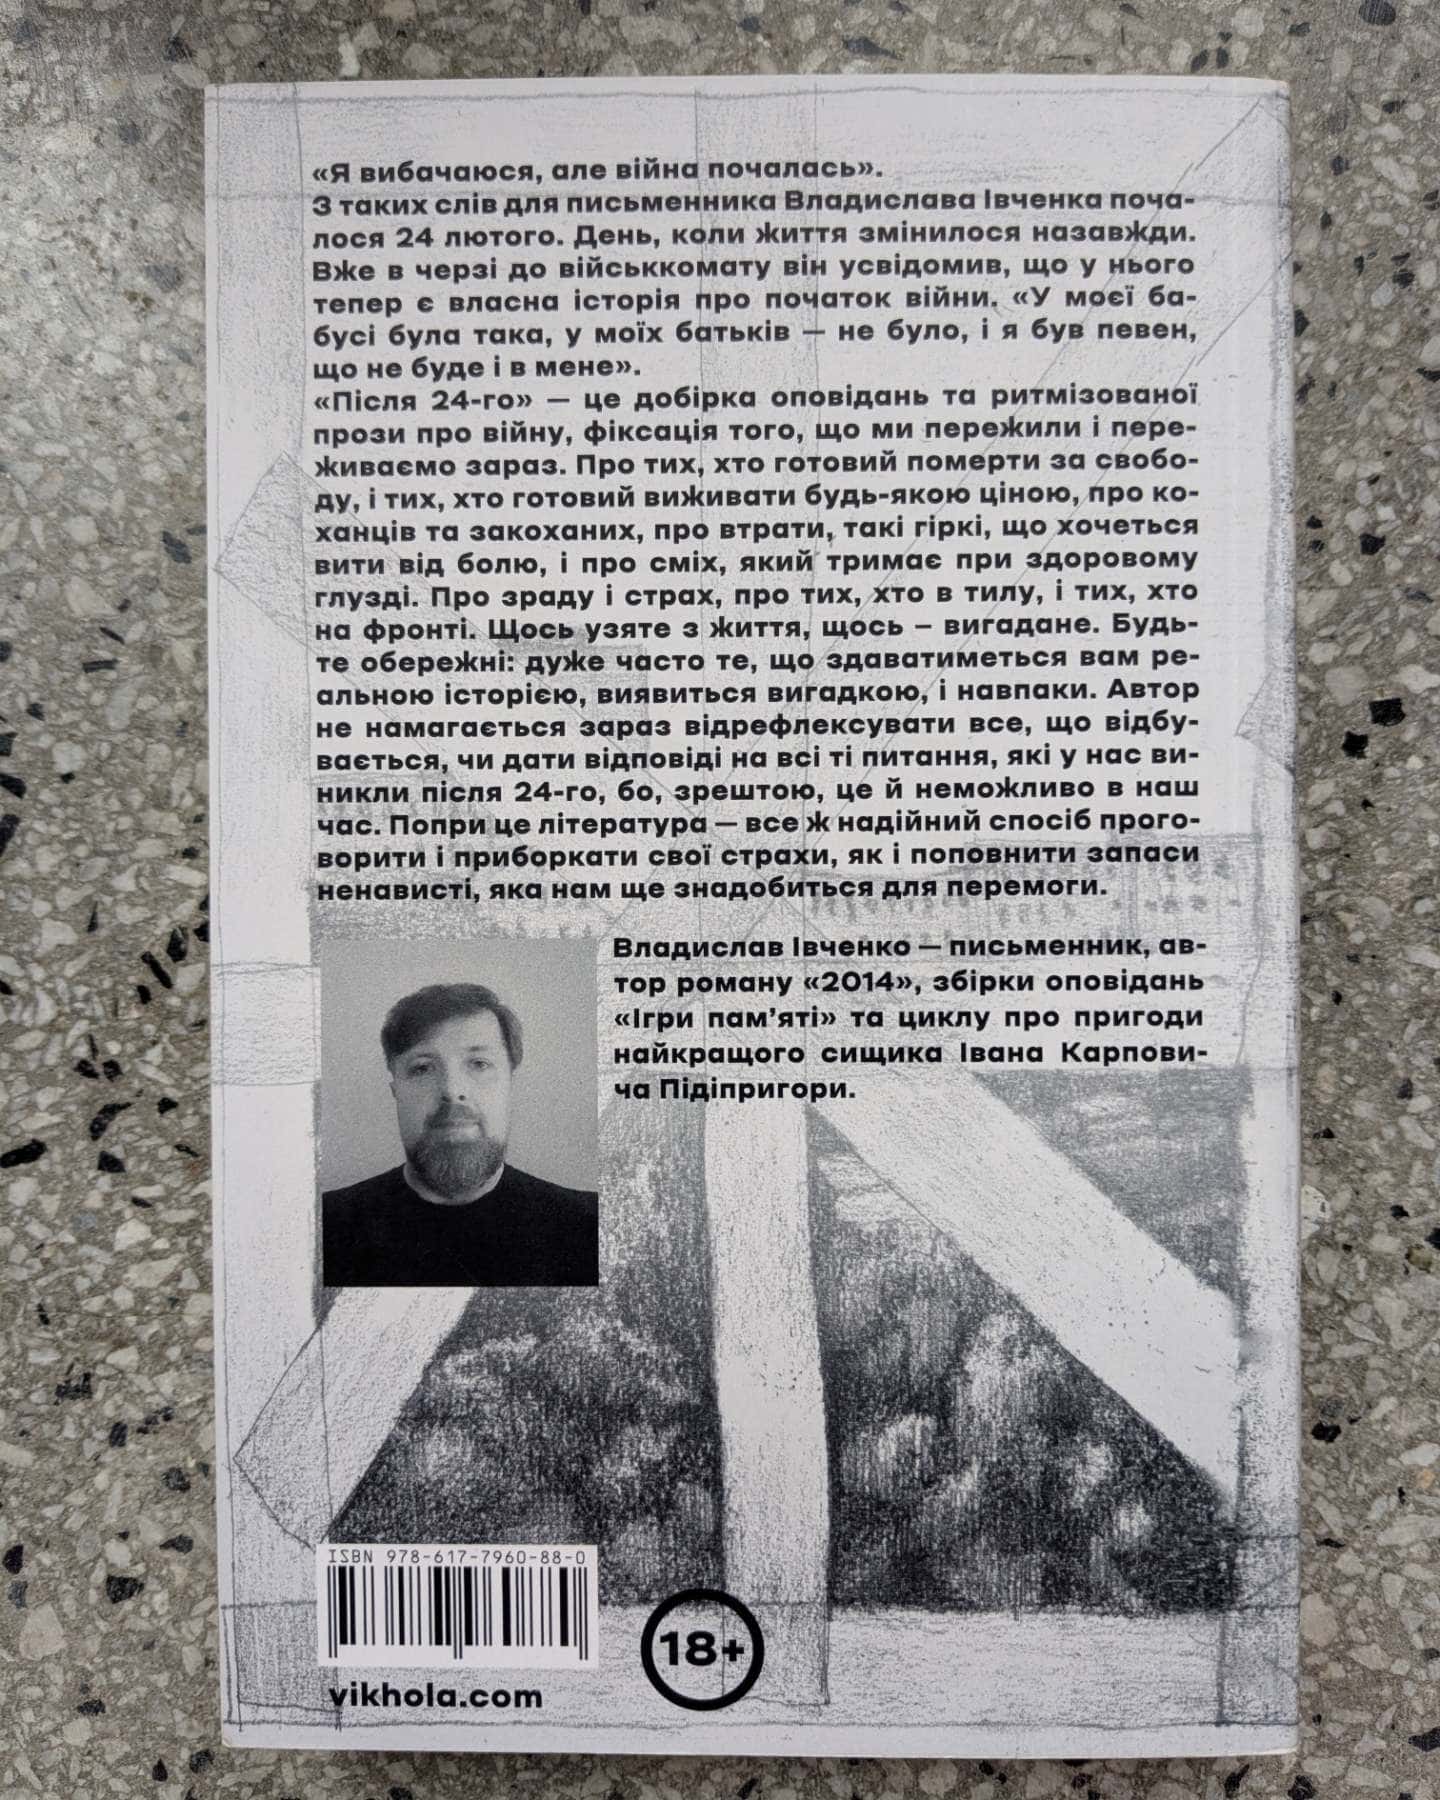 «Я вибачаюся, але війна почалась».
З таких слів для письменника Владислава Івченка поча-
лося 24 лютого. День, коли життя змінилося назавжди.
Вже в черзі до військкомату він усвідомив, що у нього
тепер є власна історія про початок війни. «У моєї ба-
бусі була така, у моїх батьків — не було, і я був певен,
що не буде і в мене».
«Після 24-го» — це добірка оповідань та ритмізованої
прози про війну, фіксація того, що ми пережили і пере-
живаємо зараз. Про тих, хто готовий померти за свобо-
ду, і тих, хто готовий виживати будь-якою ціною, про ко-
ханців та закоханих, про втрати, такі гіркі, що хочеться
вити від болю, і про сміх, який тримає при здоровому
глузді. Про зраду і страх, про тих, хто в тилу, і тих, хто
на фронті. Щось узяте з життя, щось – вигадане. Будь-
те обережні: дуже часто те, що здаватиметься вам ре-
альною історією, виявиться вигадкою, і навпаки. Автор
не намагається зараз відрефлексувати все, що відбу-
вається, чи дати відповіді на всі ті питання, які у нас ви-
никли після 24-го, бо, зрештою, це й неможливо в наш
час. Попри це література — все ж надійний спосіб прого-
ворити і приборкати свої страхи, як і поповнити запаси
ненависті, яка нам ще знадобиться для перемоги.
Владислав Івченко — письменник, ав-
тор роману «2014», збірки оповідань
«Ігри пам’яті» та циклу про пригоди
найкращого сищика Івана Карпови-
ча Підіпригори.
ISBN 978-617-7960-88-0
18+
vikhola.com